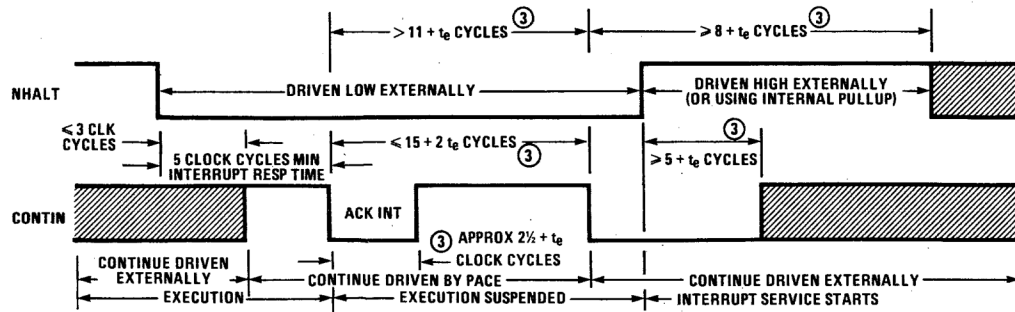 > 11 + te CYCLES ③
≥ 8 + te CYCLES ③
NHALT
DRIVEN LOW EXTERNALLY
DRIVEN HIGH EXTERNALLY
(OR USING INTERNAL PULLUP)
≤ 3 CLK
CYCLES
5 CLOCK CYCLES MIN
INTERRUPT RESP TIME
≤ 15 + 2 te CYCLES
③
③
≥ 5 + te CYCLES
CONTIN
ACK INT
③ APPROX 2½ + te
CLOCK CYCLES
CONTINUE DRIVEN
EXTERNALLY
CONTINUE DRIVEN BY PACE
CONTINUE DRIVEN EXTERNALLY
EXECUTION
EXECUTION SUSPENDED
INTERRUPT SERVICE STARTS